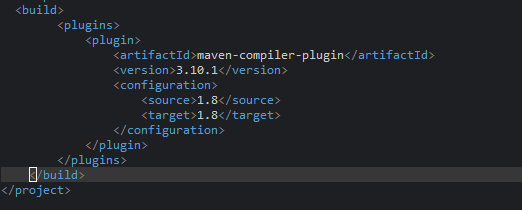 <build>
<plugins>
<plugin>
<artifactId>maven-compiler-plugin</artifactId>
<version>3.10.1</version>
<configuration>
<source>1.8</source>
<target>1.8</target>
</configuration>
</plugin>
</plugins>
</build>
</project>